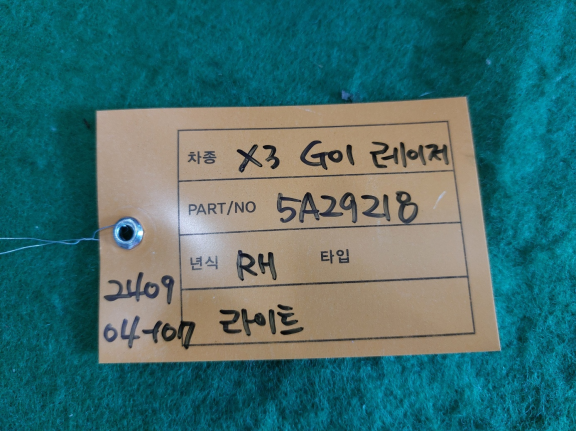 차종 X3 G01 레이저
PART/NO 5A29218
년식 RH 타입
2409
04-107 라이트